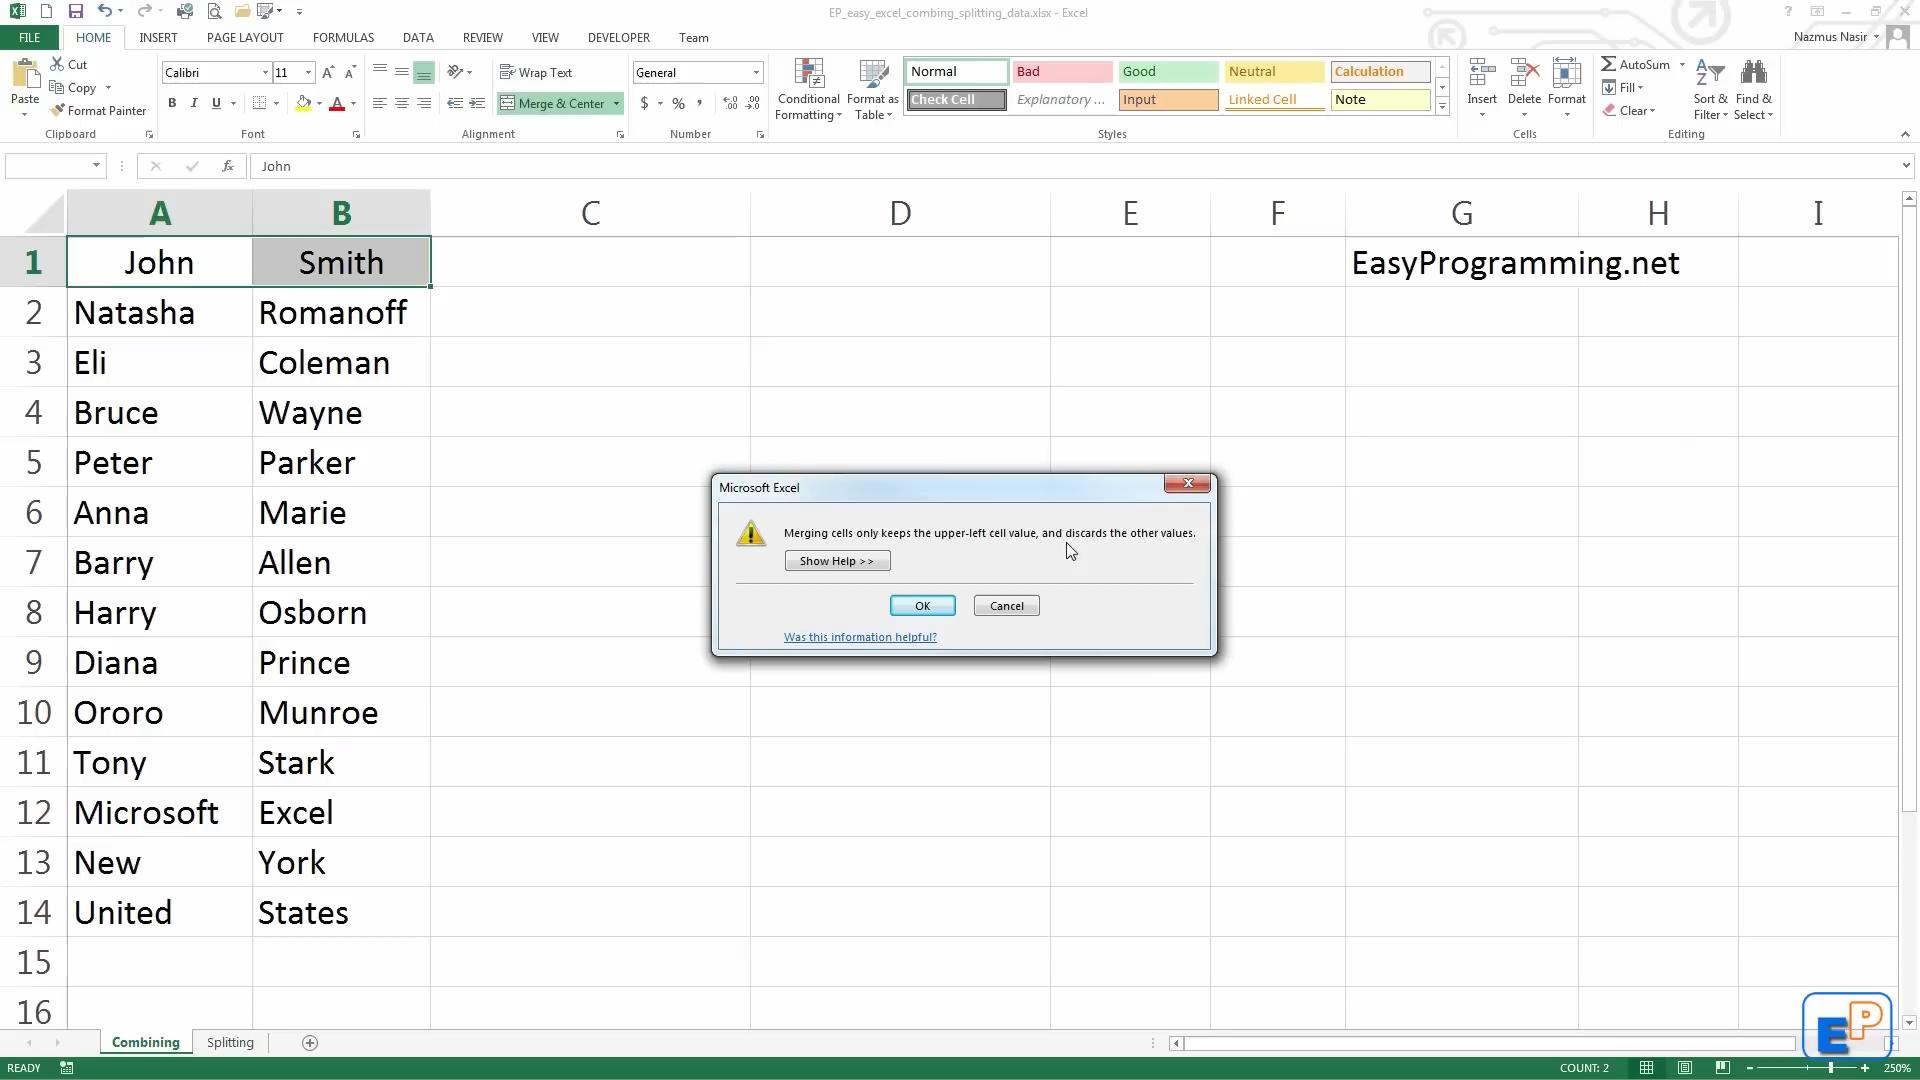 EP_easy_excel_combing_splitting_data.xlsx - Excel
FILE HOME INSERT PAGE LAYOUT FORMULAS DATA REVIEW VIEW DEVELOPER Team Nazmus Nasir
Paste
Cut
Copy
Format Painter
Clipboard
Calibri 11
B I U
Font
Wrap Text
Merge & Center
Alignment
General
$ % ,
Number
Conditional Formatting
Format as Table
Normal Bad Good Neutral Calculation
Check Cell Explanatory ... Input Linked Cell Note
Styles
Insert Delete Format
Cells
AutoSum
Fill
Clear
Sort & Filter
Find & Select
Editing
fx John
A B C D E F G H I
1 John Smith EasyProgramming.net
2 Natasha Romanoff
3 Eli Coleman
4 Bruce Wayne
5 Peter Parker
6 Anna Marie
7 Barry Allen
8 Harry Osborn
9 Diana Prince
10 Ororo Munroe
11 Tony Stark
12 Microsoft Excel
13 New York
14 United States
15
16
Microsoft Excel
Merging cells only keeps the upper-left cell value, and discards the other values.
Show Help >>
OK Cancel
Was this information helpful?
Combining Splitting
EP
READY COUNT: 2 250%